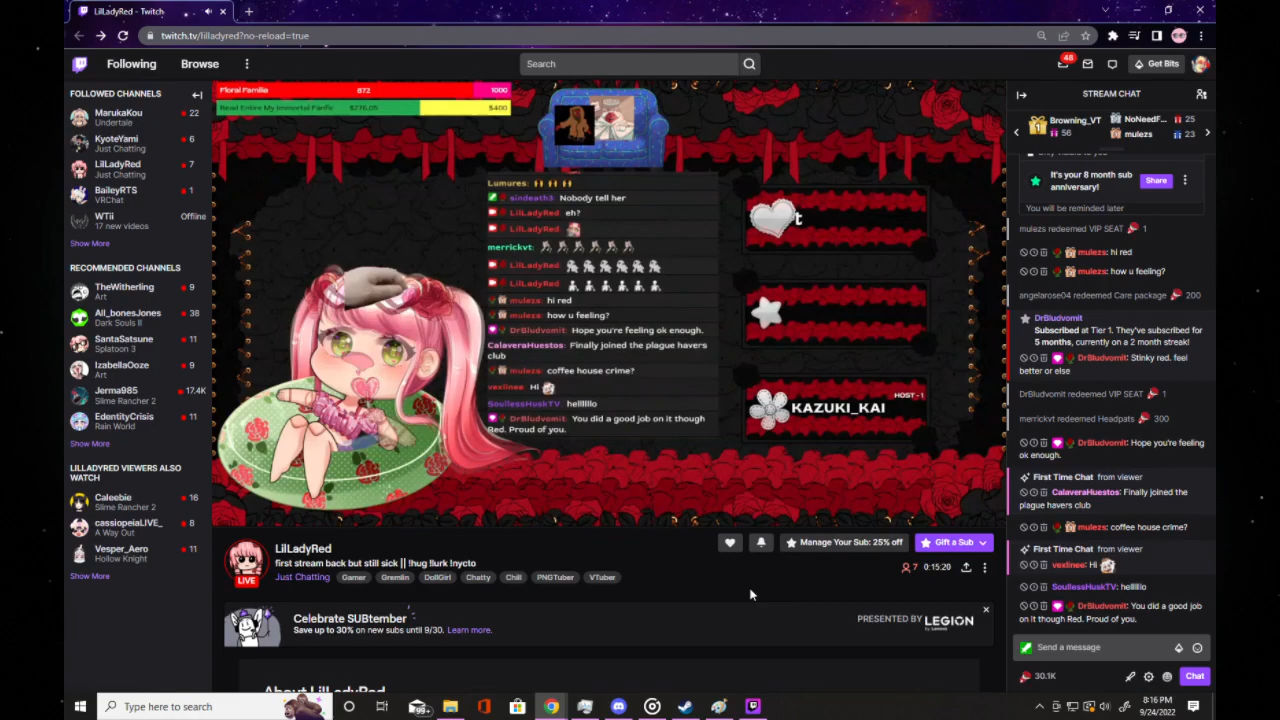 LilLadyRed - Twitch
twitch.tv/lilladyred?no-reload=true
Following
Browse
Search
48
Get Bits
FOLLOWED CHANNELS
MarukaKou
22
Undertale
KyoteYami
6
Just Chatting
LilLadyRed
7
Just Chatting
BaileyRTS
1
VRChat
WTii
Offline
17 new videos
Show More
RECOMMENDED CHANNELS
TheWitherling
9
Art
All_bonesJones
38
Dark Souls II
SantaSatsune
11
Splatoon 3
IzabellaOoze
9
Art
Jerma985
17.4K
Slime Rancher 2
EdentityCrisis
11
Rain World
Show More
LILLADYRED VIEWERS ALSO
WATCH
Caleebie
16
Slime Rancher 2
cassiopeiaLIVE_
8
A Way Out
Vesper_Aero
11
Hollow Knight
Show More
Floral Familia
872
1000
Read Entire My Immortal Fanfic
$276.05
$400
Lumures:
sindeath3 Nobody tell her
LilLadyRed eh?
LilLadyRed
merrickvt:
LilLadyRed
LilLadyRed
mulezs: hi red
mulezs: how u feeling?
DrBludvomit: Hope you're feeling ok enough.
CalaveraHuestos: Finally joined the plague havers
club
mulezs: coffee house crime?
vexlinee: Hi
SoullessHuskTV hellllllo
DrBludvomit: You did a good job on it though
Red. Proud of you.
t
HOST - 1
KAZUKI_KAI
LIVE
LilLadyRed
first stream back but still sick || !hug !lurk !nycto
Just Chatting
Gamer
Gremlin
DollGirl
Chatty
Chill
PNGTuber
VTuber
Manage Your Sub: 25% off
Gift a Sub
7
0:15:20
Celebrate SUBtember
Save up to 30% on new subs until 9/30. Learn more.
PRESENTED BY
LEGION
by Lenovo
About LilLadyRed
STREAM CHAT
1
Browning_VT
56
NoNeedF...
25
mulezs
23
It's your 8 month sub
anniversary!
Share
You will be reminded later
mulezs redeemed VIP SEAT 1
mulezs: hi red
mulezs: how u feeling?
angelarose04 redeemed Care package 200
DrBludvomit
Subscribed at Tier 1. They've subscribed for
5 months, currently on a 2 month streak!
DrBludvomit: Stinky red. feel
better or else
DrBludvomit redeemed VIP SEAT 1
merrickvt redeemed Headpats 300
DrBludvomit: Hope you're feeling
ok enough.
First Time Chat from viewer
CalaveraHuestos: Finally joined the
plague havers club
mulezs: coffee house crime?
First Time Chat from viewer
vexlinee: Hi
SoullessHuskTV: hellllllo
DrBludvomit: You did a good job
on it though Red. Proud of you.
Send a message
30.1K
Chat
Type here to search
99+
8:16 PM
9/24/2022